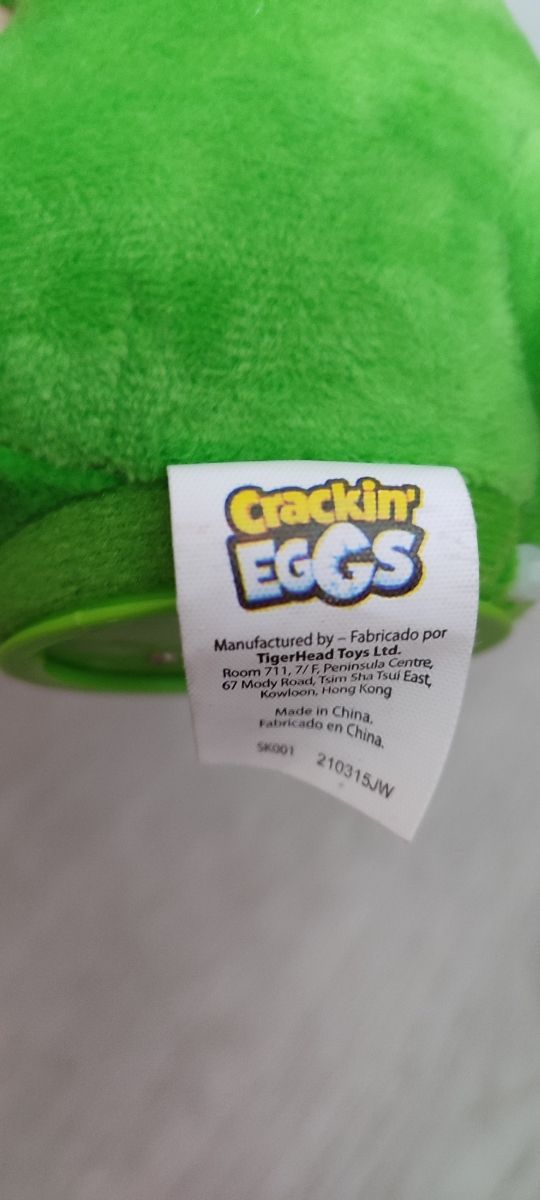 Crackin'
EGGS
Manufactured by – Fabricado por
TigerHead Toys Ltd.
Room 711, 7/ F, Peninsula Centre,
67 Mody Road, Tsim Sha Tsui East,
Kowloon, Hong Kong
Made in China.
Fabricado en China.
SK001 210315JW